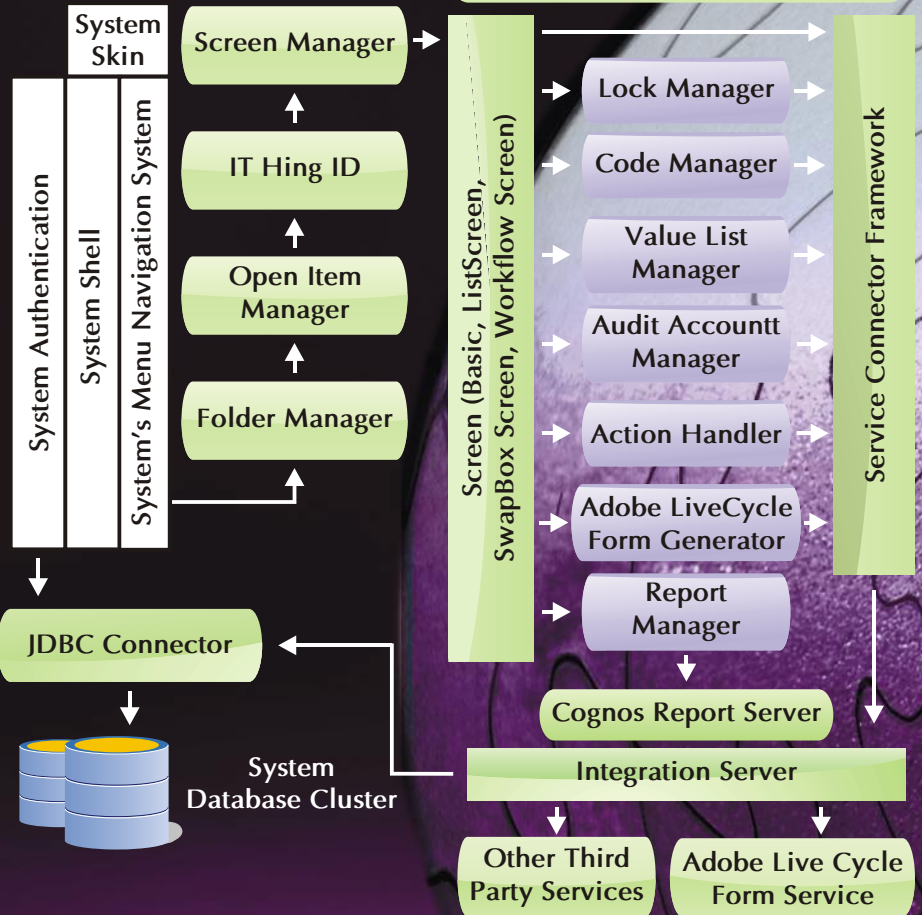 System
Skin
System Authentication
System Shell
System's Menu Navigation System
Screen Manager
IT Hing ID
Open Item
Manager
Folder Manager
JDBC Connector
System
Database Cluster
Screen (Basic, ListScreen,
SwapBox Screen, Workflow Screen)
Lock Manager
Code Manager
Value List
Manager
Audit Accountt
Manager
Action Handler
Adobe LiveCycle
Form Generator
Report
Manager
Service Connector Framework
Cognos Report Server
Integration Server
Other Third
Party Services
Adobe Live Cycle
Form Service